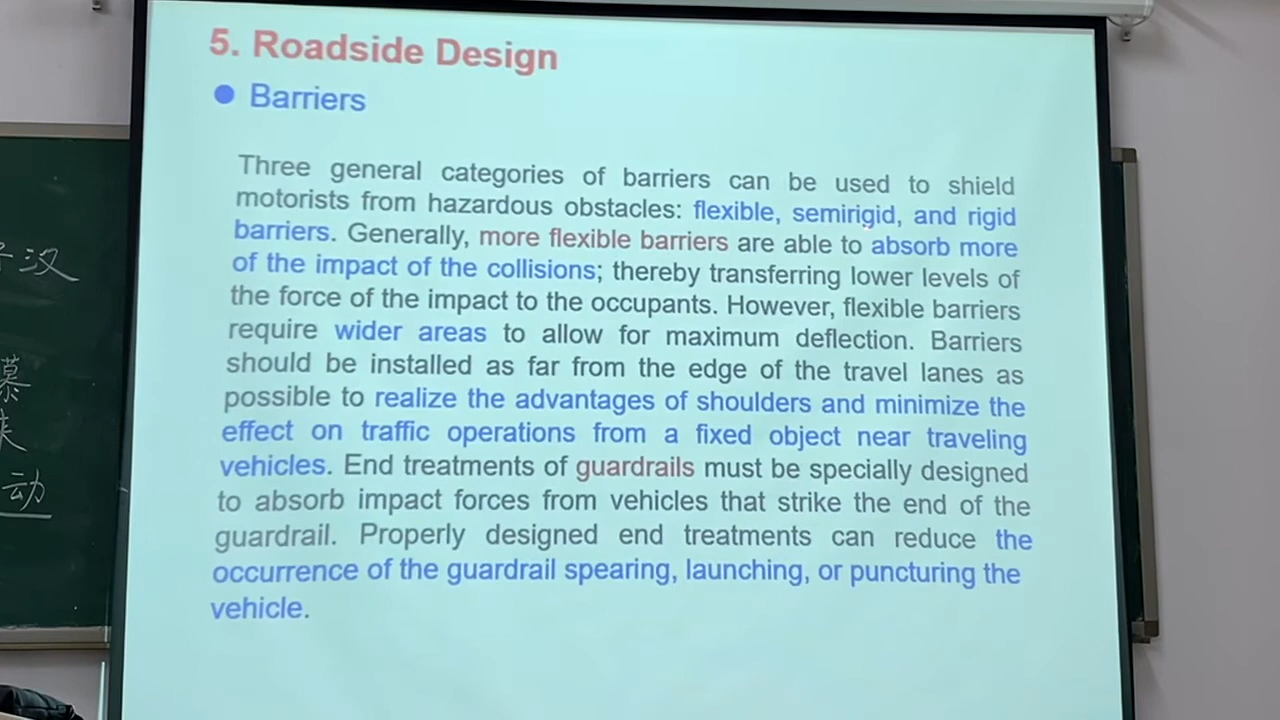 5. Roadside Design
● Barriers
Three general categories of barriers can be used to shield
motorists from hazardous obstacles: flexible, semirigid, and rigid
barriers. Generally, more flexible barriers are able to absorb more
of the impact of the collisions; thereby transferring lower levels of
the force of the impact to the occupants. However, flexible barriers
require wider areas to allow for maximum deflection. Barriers
should be installed as far from the edge of the travel lanes as
possible to realize the advantages of shoulders and minimize the
effect on traffic operations from a fixed object near traveling
vehicles. End treatments of guardrails must be specially designed
to absorb impact forces from vehicles that strike the end of the
guardrail. Properly designed end treatments can reduce the
occurrence of the guardrail spearing, launching, or puncturing the
vehicle.
汉
慕
动